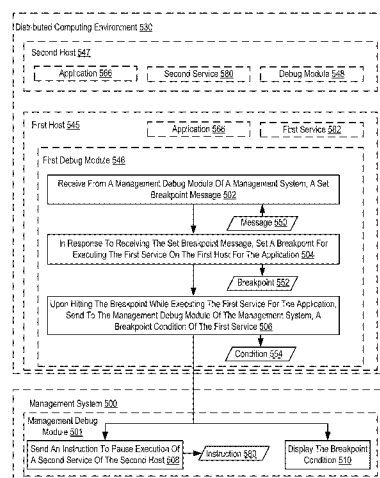 Distributed Computing Environment 530
Second Host 547
Application 566
Second Service 580
Debug Module 548
First Host 545
Application 566
First Service 582
First Debug Module 546
Receive From A Management Debug Module Of A Management System, A Set
Breakpoint Message 502
Message 550
In Response To Receiving The Set Breakpoint Message, Set A Breakpoint For
Executing The First Service On The First Host For The Application 504
Breakpoint 552
Upon Hitting The Breakpoint While Executing The First Service For The Application,
Send To The Management Debug Module Of The Management System, A
Breakpoint Condition Of The First Service 506
Condition 554
Management System 500
Management Debug
Module 501
Send An Instruction To Pause Execution Of
A Second Service Of The Second Host 508
Instruction 560
Display The Breakpoint
Condition 510